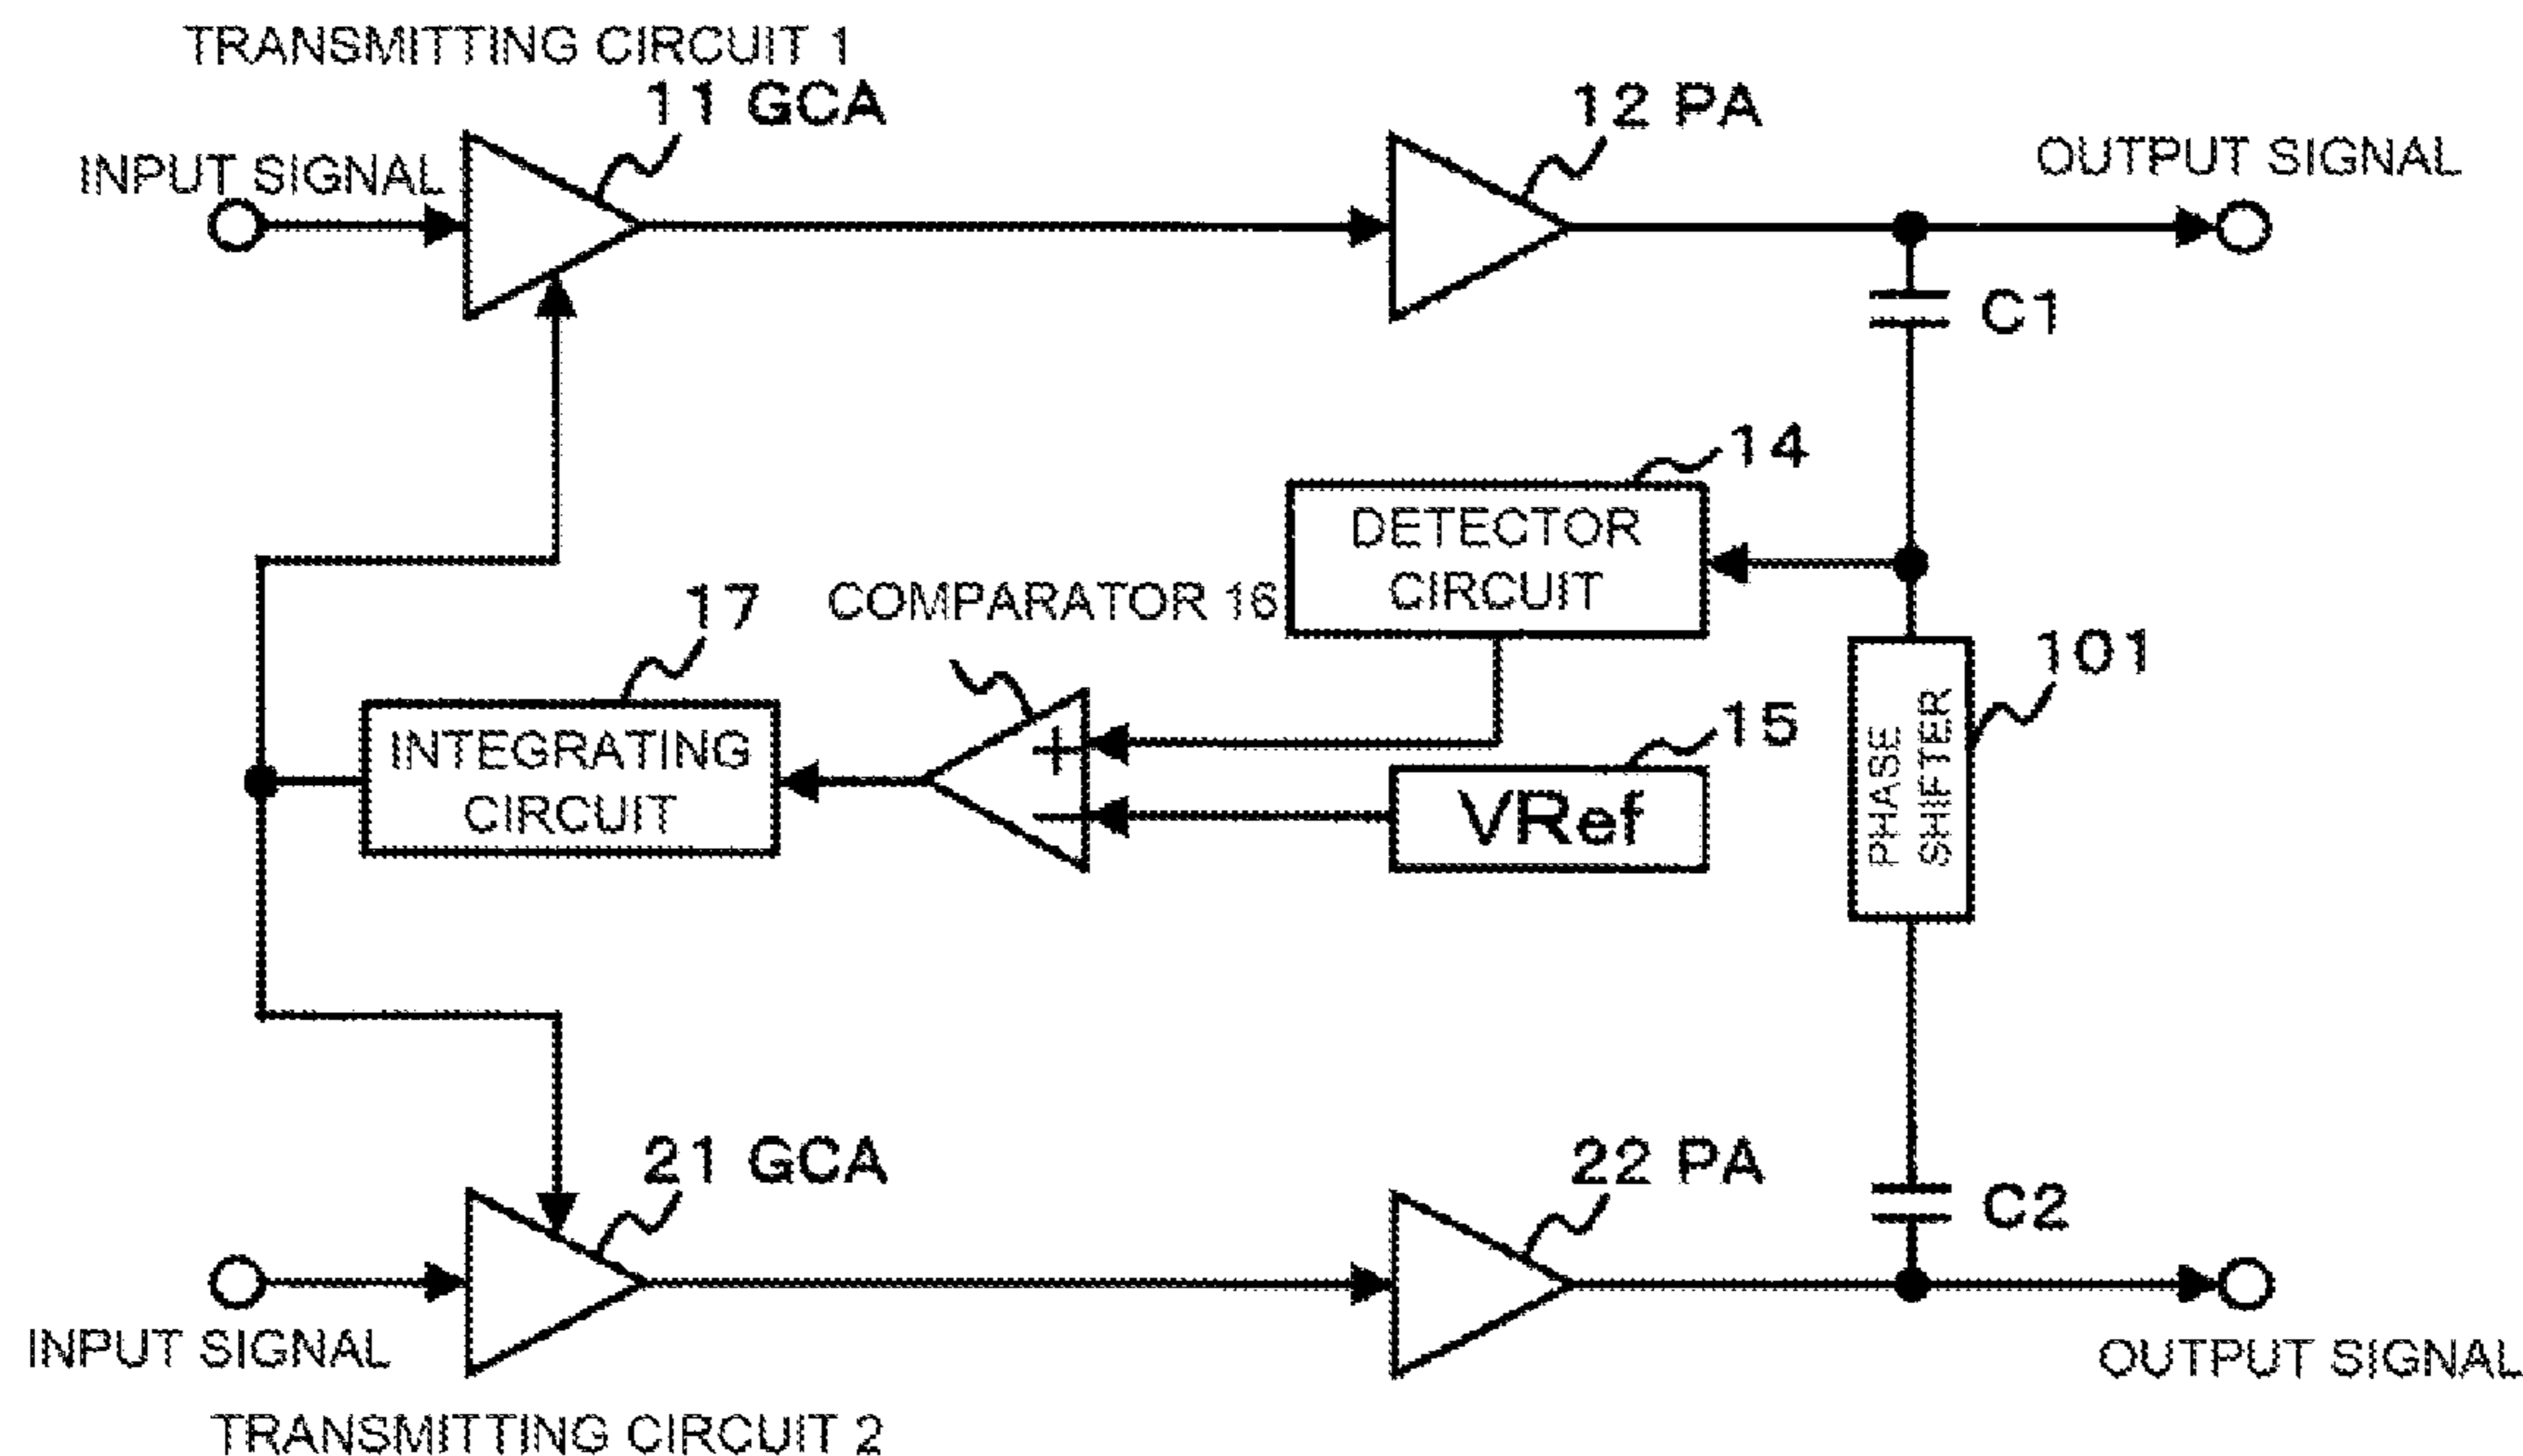 TRANSMITTING CIRCUIT 1
11 GCA
12 PA
INPUT SIGNAL
OUTPUT SIGNAL
C1
14
DETECTOR
CIRCUIT
17
COMPARATOR 16
101
INTEGRATING
CIRCUIT
+
−
15
VRef
PHASE
SHIFTER
21 GCA
22 PA
C2
INPUT SIGNAL
OUTPUT SIGNAL
TRANSMITTING CIRCUIT 2